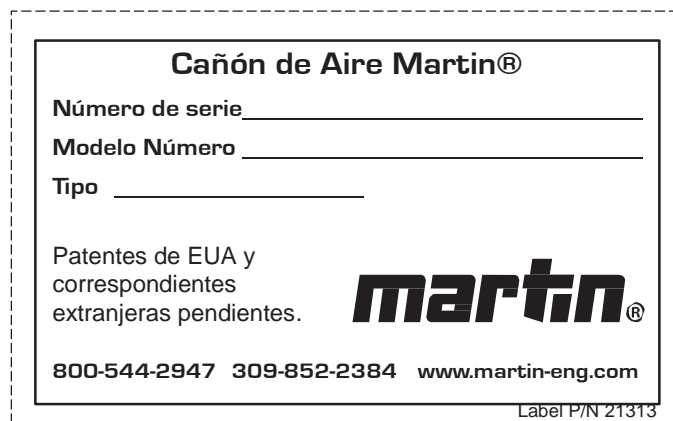 Cañón de Aire Martin®
Número de serie
Modelo Número
Tipo
Patentes de EUA y
correspondientes
extranjeras pendientes.
martin®
800-544-2947 309-852-2384 www.martin-eng.com
Label P/N 21313